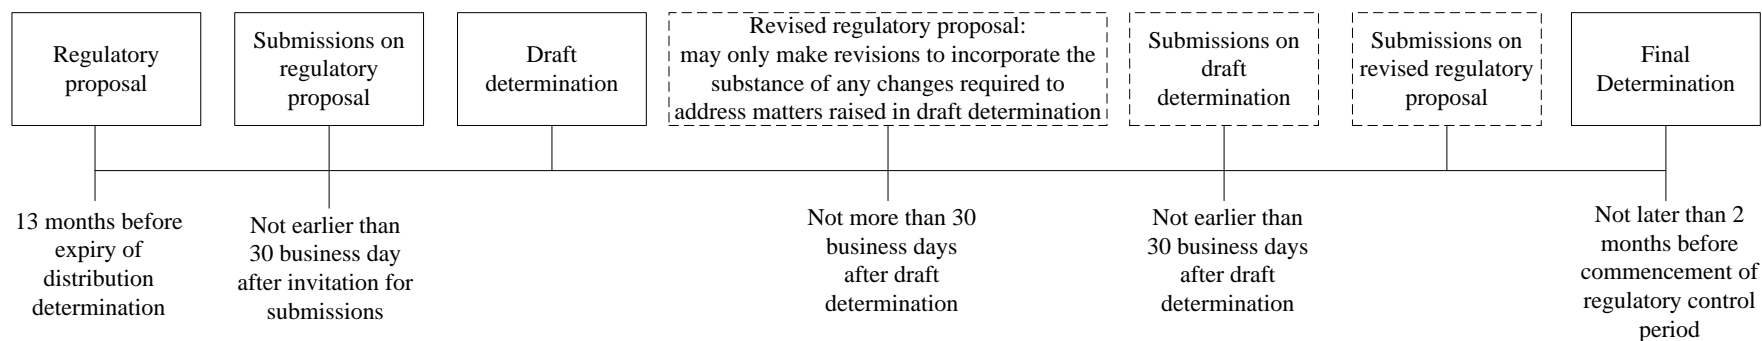 Regulatory
proposal
Submissions on
regulatory
proposal
Draft
determination
Revised regulatory proposal:
may only make revisions to incorporate the
substance of any changes required to
address matters raised in draft determination
Submissions on
draft
determination
Submissions on
revised regulatory
proposal
Final
Determination
13 months before
expiry of
distribution
determination
Not earlier than
30 business day
after invitation for
submissions
Not more than 30
business days
after draft
determination
Not earlier than
30 business days
after draft
determination
Not later than 2
months before
commencement of
regulatory control
period